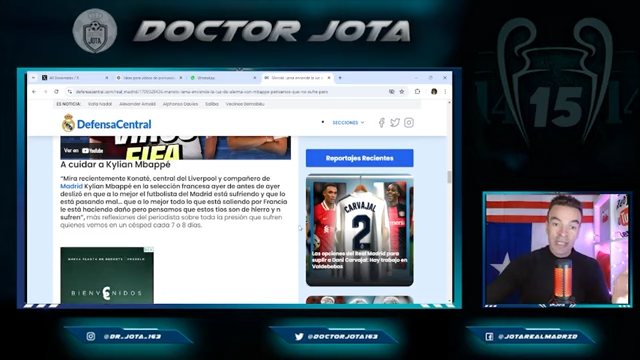 DOCTOR JOTA
JOTA
15
defensacentral.com
ES NOTICIA:
Alexander Arnold
Alphonso Davies
Saliba
DefensaCentral
SECCIONES
FIFA
Ver en YouTube
A cuidar a Kylian Mbappé
"Mira recientemente Konaté, central del Liverpool y compañero de
Madrid Kylian Mbappé en la selección francesa ayer de antes de ayer
deslizó en que a lo mejor el futbolista del Madrid está sufriendo y que lo
está pasando mal... que a lo mejor todo lo que está saliendo por Francia
le está haciendo daño pero pensamos que estos tíos son de hierro y n
sufren", más reflexiones del periodista sobre toda la presión que sufren
quienes vemos en un césped cada 7 o 8 días.
BIENVENIDOS
Reportajes Recientes
CARVAJAL
2
Las opciones del Real Madrid para
suplir a Dani Carvajal: Hay trabajo en
Valdebebas
@DR.JOTA.163
@DOCTORJOTA163
@JOTAREALMADRID